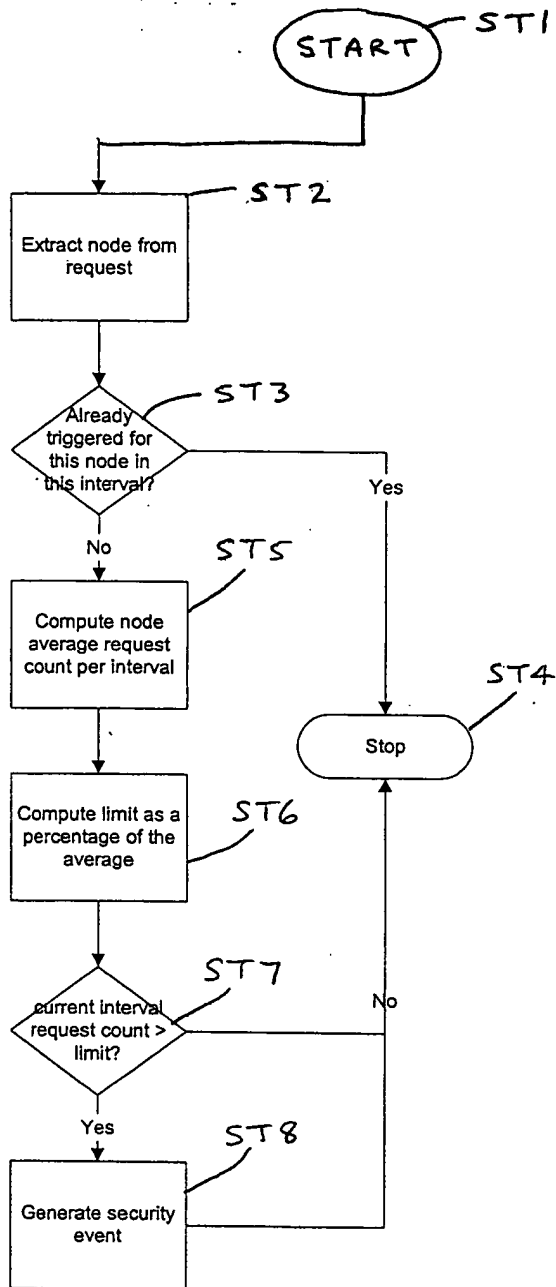 START
ST1
ST2
Extract node from
request
ST3
Already
triggered for
this node in
this interval?
Yes
No
ST5
Compute node
average request
count per interval
ST4
Stop
Compute limit as a
percentage of the
average
ST6
ST7
current interval
request count >
limit?
No
Yes
ST8
Generate security
event